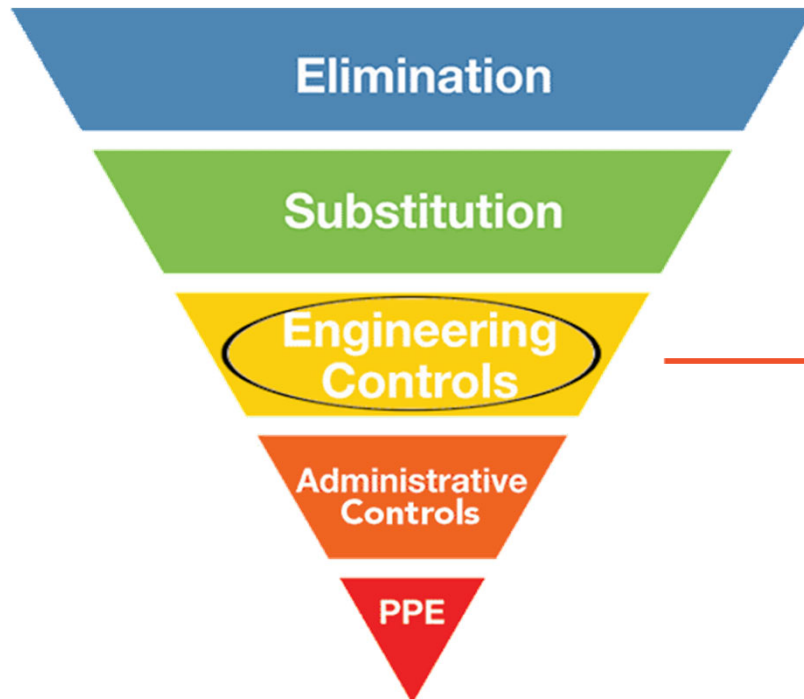 Elimination
Substitution
Engineering
Controls
Administrative
Controls
PPE